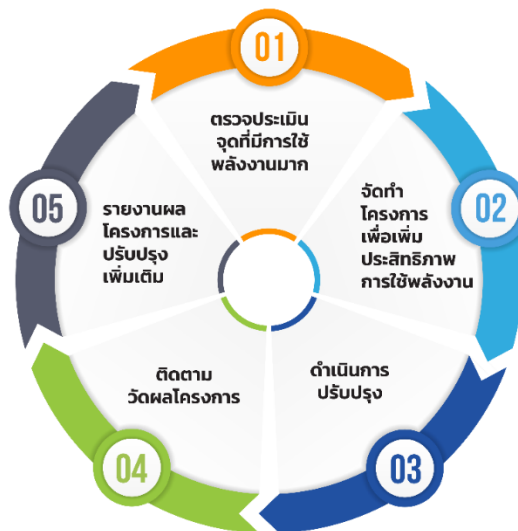 01
ตรวจประเมิน
จุดที่มีการใช้
พลังงานมาก
02
จัดทำ
โครงการ
เพื่อเพิ่ม
ประสิทธิภาพ
การใช้พลังงาน
03
ดำเนินการ
ปรับปรุง
04
ติดตาม
วัดผลโครงการ
05
รายงานผล
โครงการและ
ปรับปรุง
เพิ่มเติม